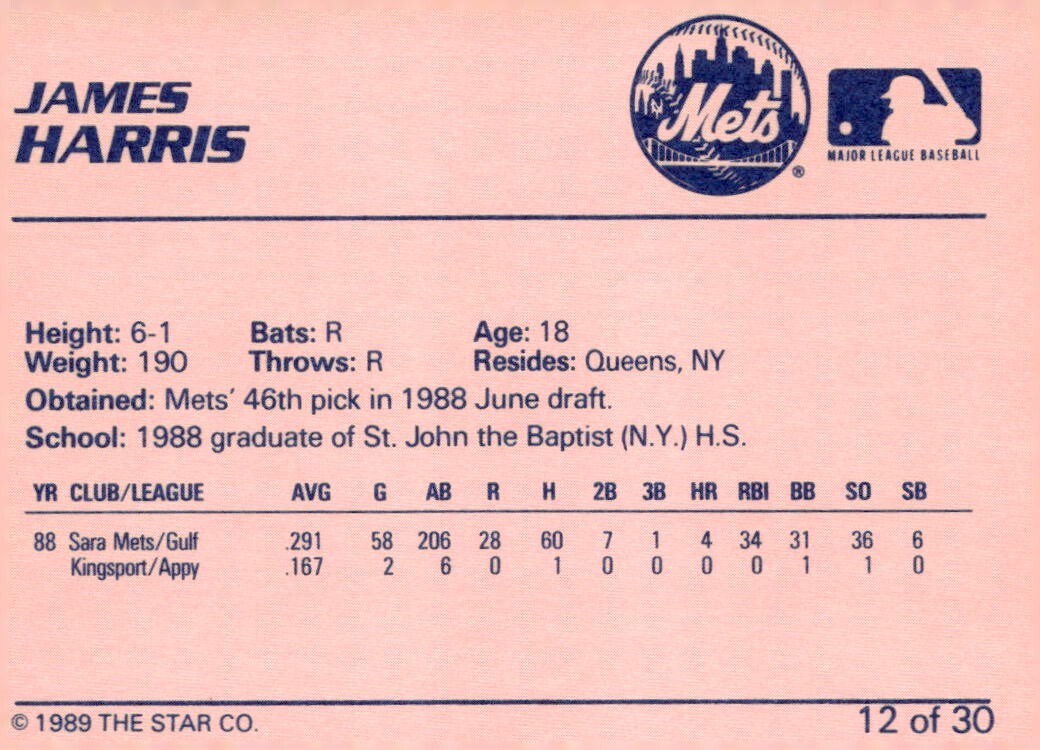 JAMES
HARRIS
Mets
®
MAJOR LEAGUE BASEBALL
Height: 6-1 Bats: R Age: 18
Weight: 190 Throws: R Resides: Queens, NY
Obtained: Mets' 46th pick in 1988 June draft.
School: 1988 graduate of St. John the Baptist (N.Y.) H.S.
YR CLUB/LEAGUE AVG G AB R H 2B 3B HR RBI BB SO SB
88 Sara Mets/Gulf .291 58 206 28 60 7 1 4 34 31 36 6
Kingsport/Appy .167 2 6 0 1 0 0 0 0 1 1 0
© 1989 THE STAR CO. 12 of 30